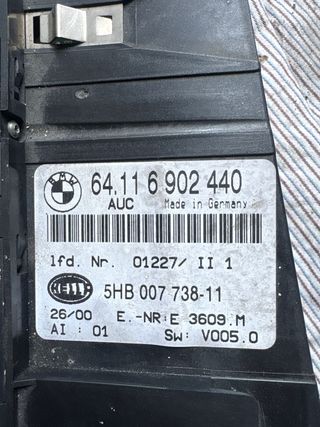 BMW
64.11 6 902 440
AUC Made in Germany
lfd. Nr. 01227/ II 1
HELLA 5HB 007 738-11
26/00 E.-NR:E 3609.M
AI : 01 SW: V005.0